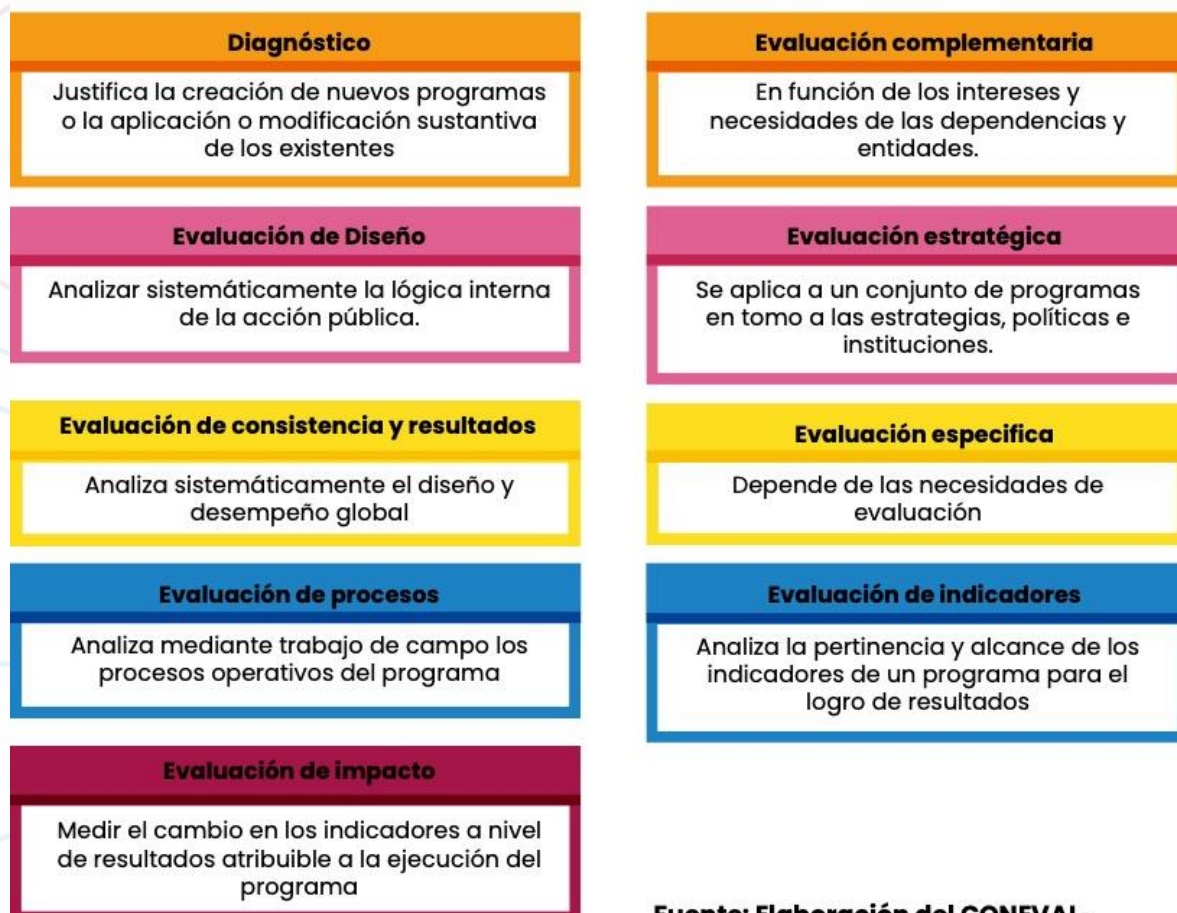 Diagnóstico
Justifica la creación de nuevos programas
o la aplicación o modificación sustantiva
de los existentes
Evaluación de Diseño
Analizar sistemáticamente la lógica interna
de la acción pública.
Evaluación de consistencia y resultados
Analiza sistemáticamente el diseño y
desempeño global
Evaluación de procesos
Analiza mediante trabajo de campo los
procesos operativos del programa
Evaluación de impacto
Medir el cambio en los indicadores a nivel
de resultados atribuible a la ejecución del
programa
Evaluación complementaria
En función de los intereses y
necesidades de las dependencias y
entidades.
Evaluación estratégica
Se aplica a un conjunto de programas
en tomo a las estrategias, políticas e
instituciones.
Evaluación especifica
Depende de las necesidades de
evaluación
Evaluación de indicadores
Analiza la pertinencia y alcance de los
indicadores de un programa para el
logro de resultados
Fuente: Elaboración del CONEVAL-